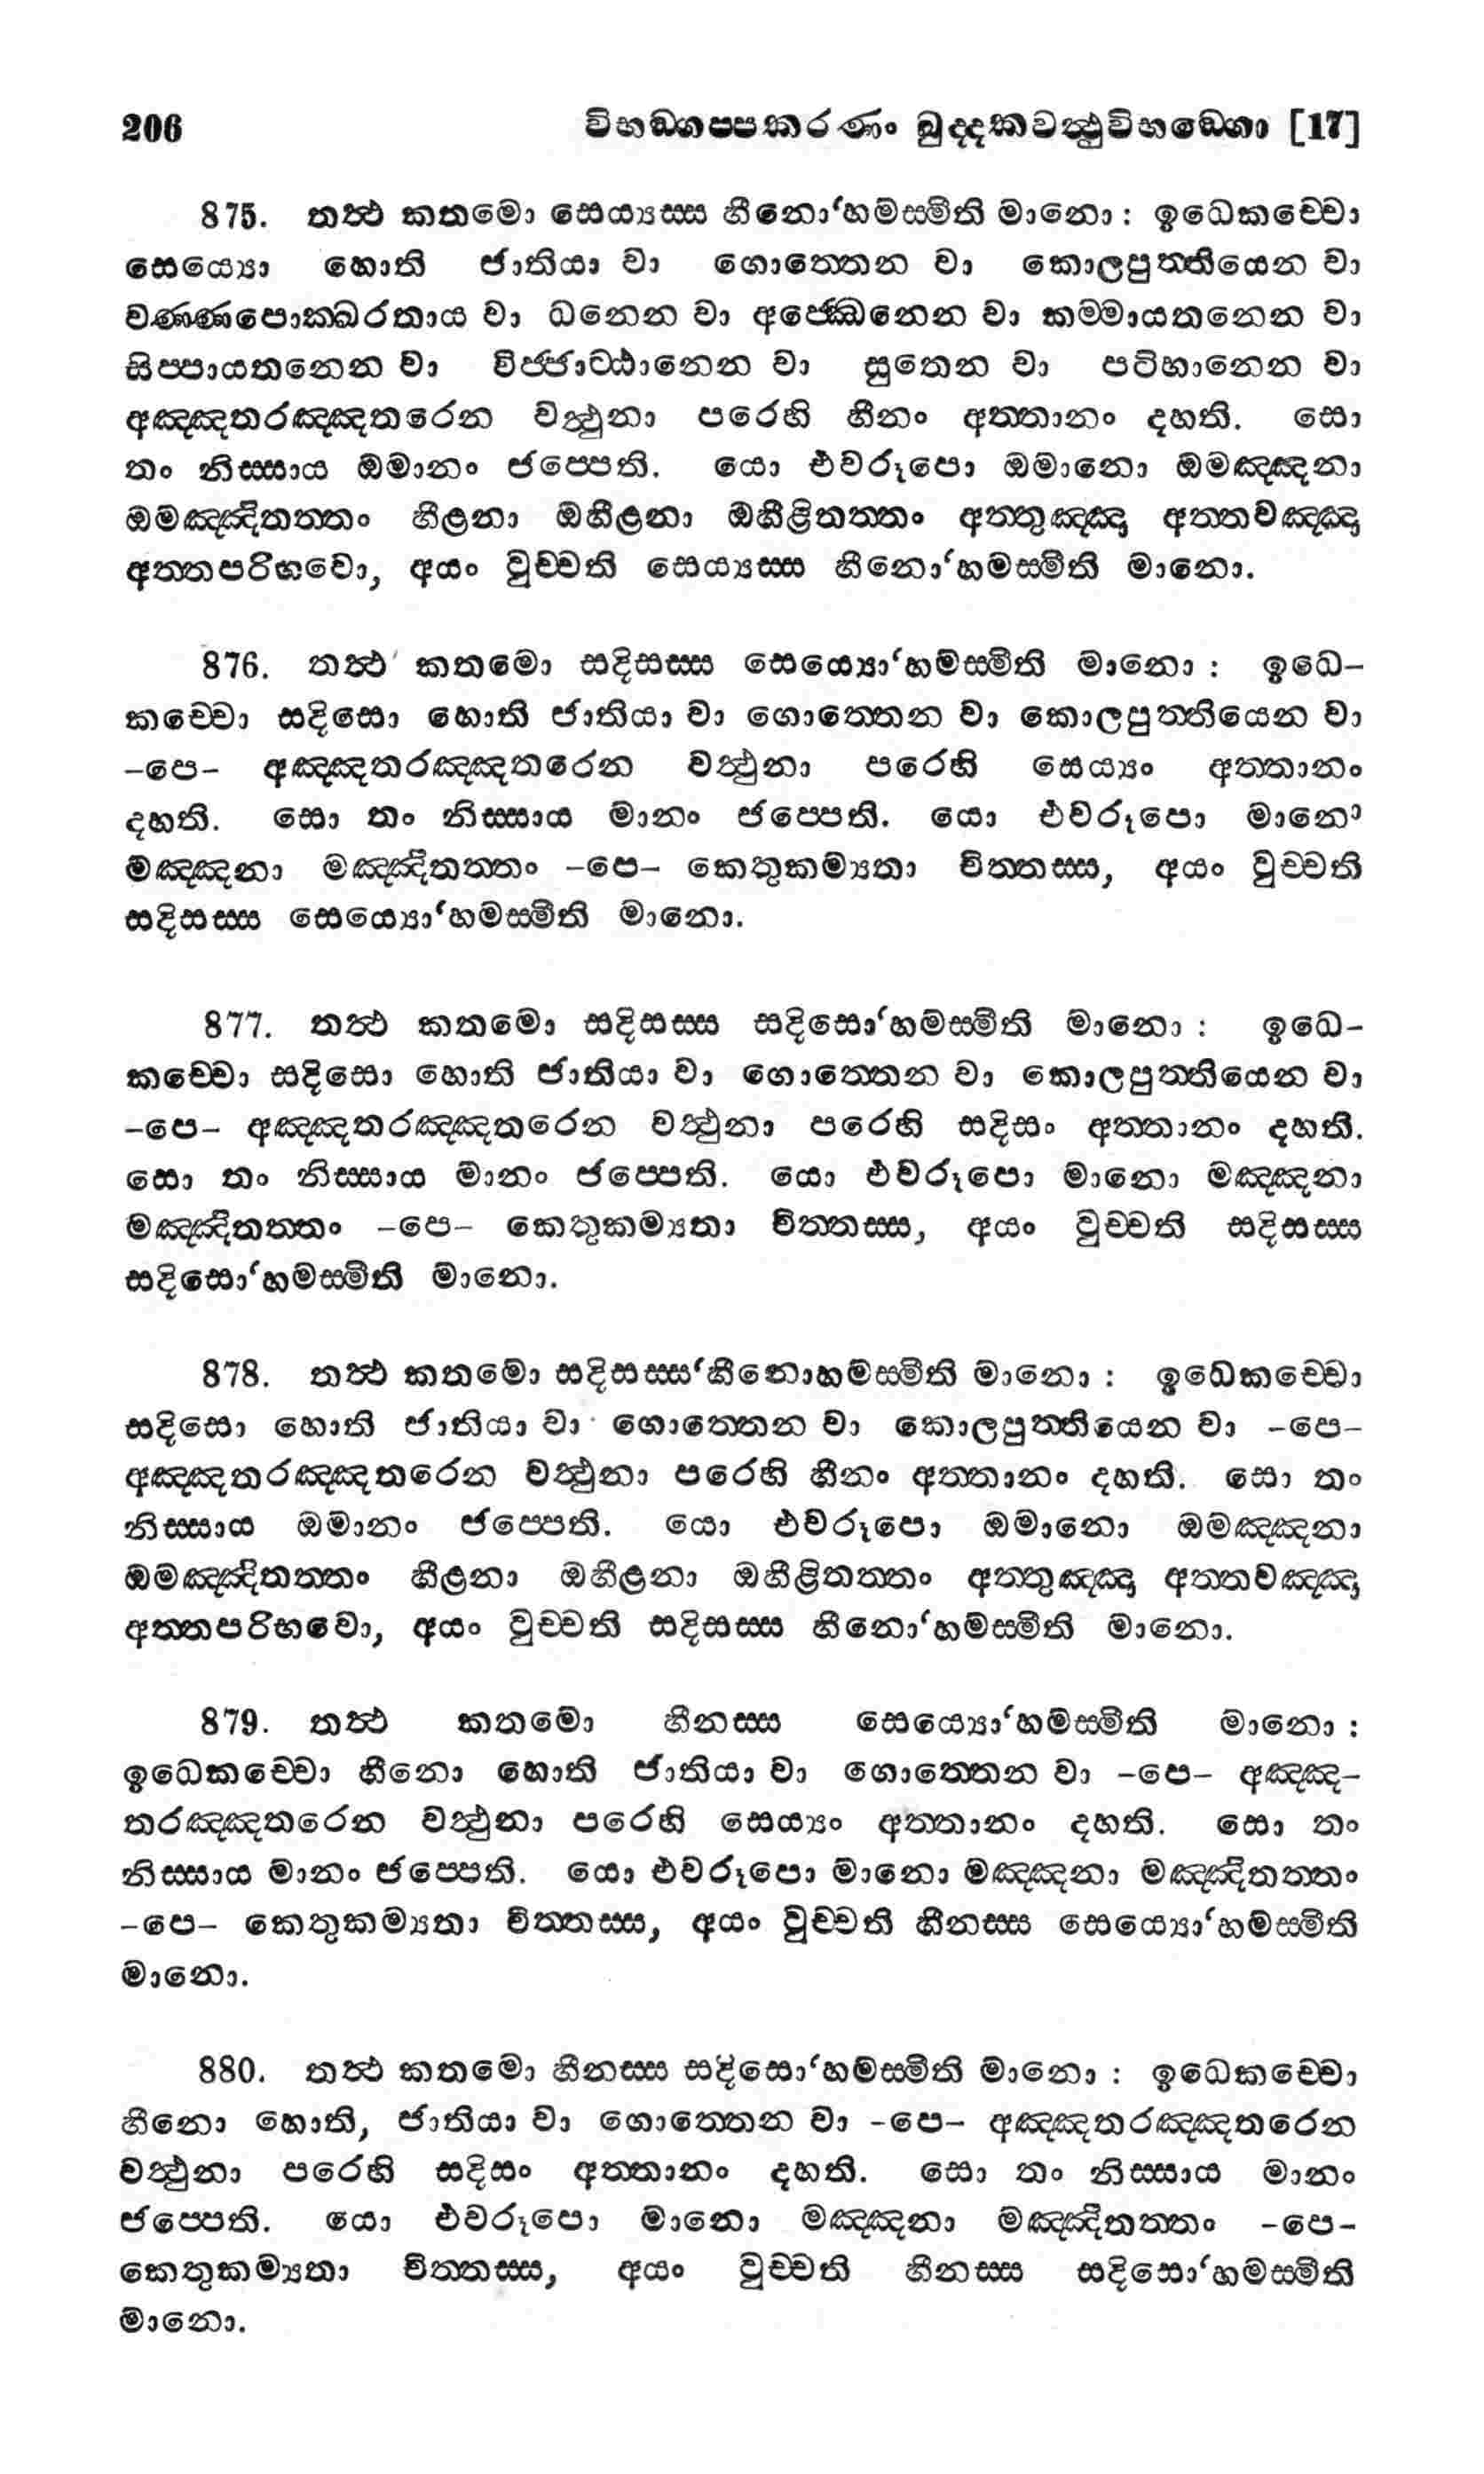 206 විභඞ්ගප්පකරණං ඛුද්දකවත්ථුවිභඞ්ගො [17]
875. තත්ථ කතමො සෙය්‍යස්ස හීනො‘හමස්මීති මානො : ඉධෙකච්චො
සෙය්‍යො හොති ජාතියා වා ගොත්තෙන වා කොලපුත්තියෙන වා
වණ්ණපොක්ඛරතාය වා ධනෙන වා අජ්ඣෙනෙන වා කම්මායතනෙන වා
සිප්පායතනෙන වා විජ්ජාට්ඨානෙන වා සුතෙන වා පටිභානෙන වා
අඤ්ඤතරඤ්ඤතරෙන වත්ථුනා පරෙහි හීනං අත්තානං දහති. සො
තං නිස්සාය ඔමානං ජප්පෙති. යො එවරූපො ඔමානො ඔමඤ්ඤනා
ඔමඤ්ඤිතත්තං හීළනා ඔහීළනා ඔහීළිතත්තං අත්තුඤ්ඤා අත්තවඤ්ඤා
අත්තපරිභවො, අයං වුච්චති සෙය්‍යස්ස හීනො‘හමස්මීති මානො.
876. තත්ථ කතමො සදිසස්ස සෙය්‍යො‘හමස්මීති මානො : ඉධෙ-
කච්චො සදිසො හොති ජාතියා වා ගොත්තෙන වා කොලපුත්තියෙන වා
-පෙ- අඤ්ඤතරඤ්ඤතරෙන වත්ථුනා පරෙහි සෙය්‍යං අත්තානං
දහති. සො තං නිස්සාය මානං ජප්පෙති. යො එවරූපො මානො
මඤ්ඤනා මඤ්ඤිතත්තං -පෙ- කෙතුකම්‍යතා චිත්තස්ස, අයං වුච්චති
සදිසස්ස සෙය්‍යො‘හමස්මීති මානො.
877. තත්ථ කතමො සදිසස්ස සදිසො‘හමස්මීති මානො : ඉධෙ-
කච්චො සදිසො හොති ජාතියා වා ගොත්තෙන වා කොලපුත්තියෙන වා
-පෙ- අඤ්ඤතරඤ්ඤතරෙන වත්ථුනා පරෙහි සදිසං අත්තානං දහති.
සො තං නිස්සාය මානං ජප්පෙති. යො එවරූපො මානො මඤ්ඤනා
මඤ්ඤිතත්තං -පෙ- කෙතුකම්‍යතා චිත්තස්ස, අයං වුච්චති සදිසස්ස
සදිසො‘හමස්මීති මානො.
878. තත්ථ කතමො සදිසස්ස‘හීනොහමස්මීති මානො : ඉධෙකච්චො
සදිසො හොති ජාතියා වා ගොත්තෙන වා කොලපුත්තියෙන වා -පෙ-
අඤ්ඤතරඤ්ඤතරෙන වත්ථුනා පරෙහි හීනං අත්තානං දහති. සො තං
නිස්සාය ඔමානං ජප්පෙති. යො එවරූපො ඔමානො ඔමඤ්ඤනා
ඔමඤ්ඤිතත්තං හීළනා ඔහීළනා ඔහීළිතත්තං අත්තුඤ්ඤා අත්තවඤ්ඤා
අත්තපරිභවො, අයං වුච්චති සදිසස්ස හීනො‘හමස්මීති මානො.
879. තත්ථ කතමො හීනස්ස සෙය්‍යො‘හමස්මීති මානො :
ඉධෙකච්චො හීනො හොති ජාතියා වා ගොත්තෙන වා -පෙ- අඤ්ඤ-
තරඤ්ඤතරෙන වත්ථුනා පරෙහි සෙය්‍යං අත්තානං දහති. සො තං
නිස්සාය මානං ජප්පෙති. යො එවරූපො මානො මඤ්ඤනා මඤ්ඤිතත්තං
-පෙ- කෙතුකම්‍යතා චිත්තස්ස, අයං වුච්චති හීනස්ස සෙය්‍යො‘හමස්මීති
මානො.
880. තත්ථ කතමො හීනස්ස සදිසො‘හමස්මීති මානො : ඉධෙකච්චො
හීනො හොති, ජාතියා වා ගොත්තෙන වා -පෙ- අඤ්ඤතරඤ්ඤතරෙන
වත්ථුනා පරෙහි සදිසං අත්තානං දහති. සො තං නිස්සාය මානං
ජප්පෙති. යො එවරූපො මානො මඤ්ඤනා මඤ්ඤිතත්තං -පෙ-
කෙතුකම්‍යතා චිත්තස්ස, අයං වුච්චති හීනස්ස සදිසො‘හමස්මීති
මානො.